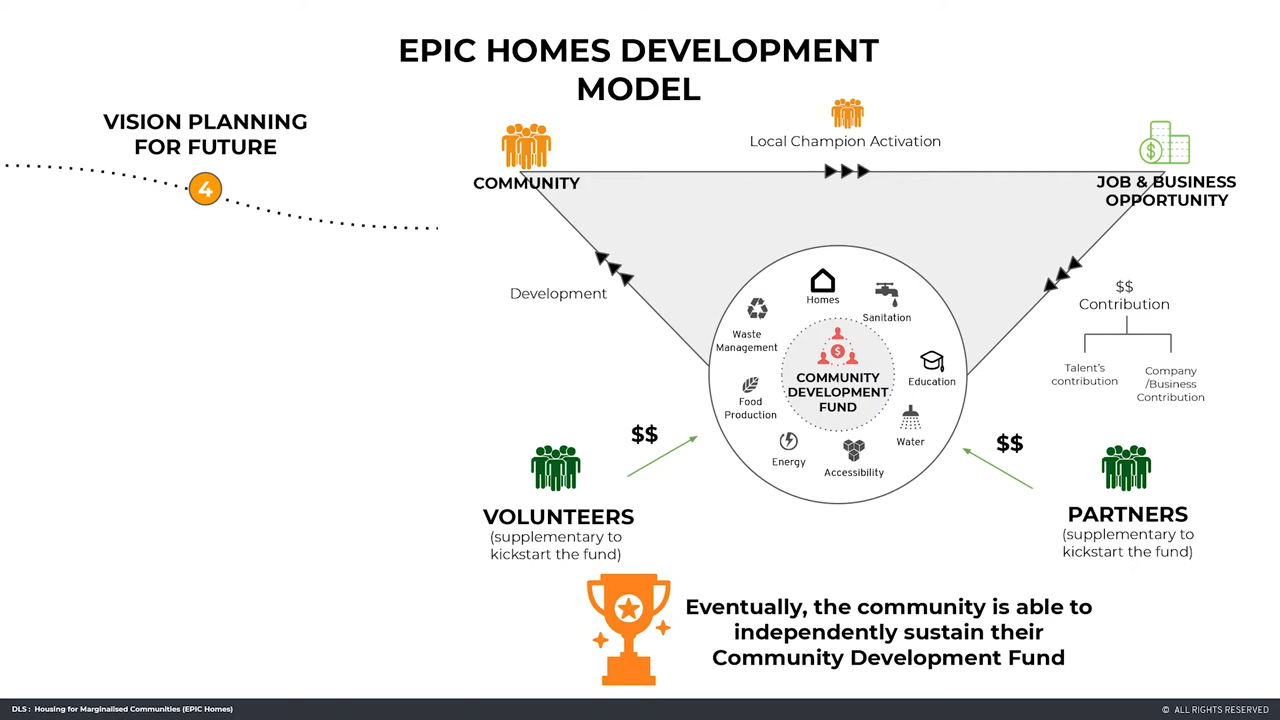 EPIC HOMES DEVELOPMENT
MODEL
VISION PLANNING
FOR FUTURE
4
COMMUNITY
Local Champion Activation
JOB & BUSINESS
OPPORTUNITY
Development
$$
Contribution
Talent's
contribution
Company
/Business
Contribution
Homes
Sanitation
Waste
Management
Education
Food
Production
Water
Energy
Accessibility
$
COMMUNITY
DEVELOPMENT
FUND
$
$$
$$
VOLUNTEERS
(supplementary to
kickstart the fund)
PARTNERS
(supplementary to
kickstart the fund)
Eventually, the community is able to
independently sustain their
Community Development Fund
DLS : Housing for Marginalised Communities (EPIC Homes)
© ALL RIGHTS RESERVED